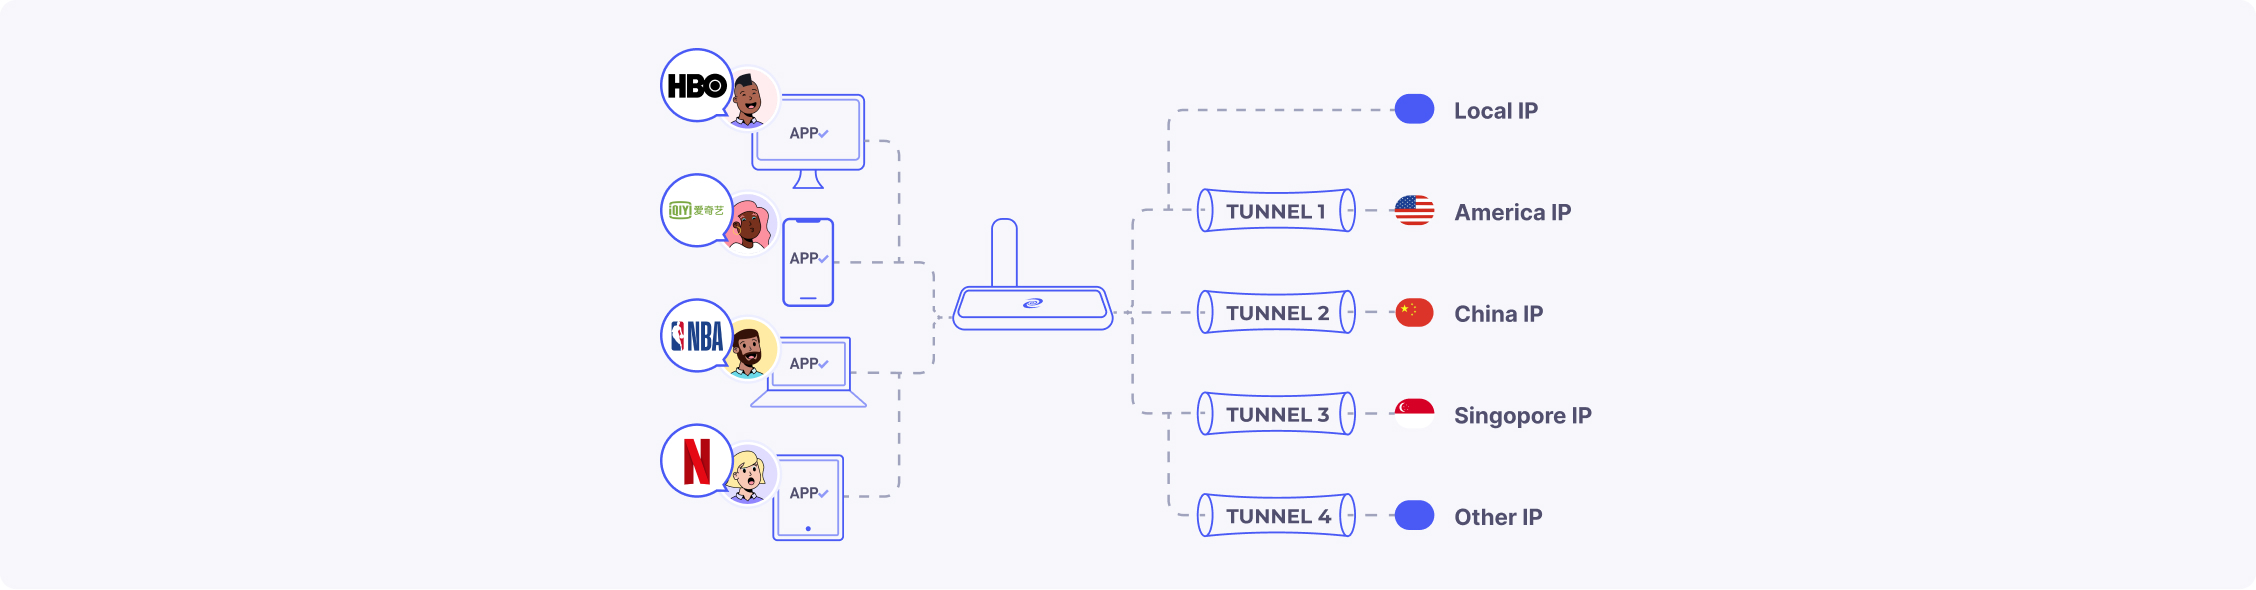 HBO
APP
iQIYI 爱奇艺
APP
NBA
APP
N
APP
Local IP
TUNNEL 1
America IP
TUNNEL 2
China IP
TUNNEL 3
Singopore IP
TUNNEL 4
Other IP